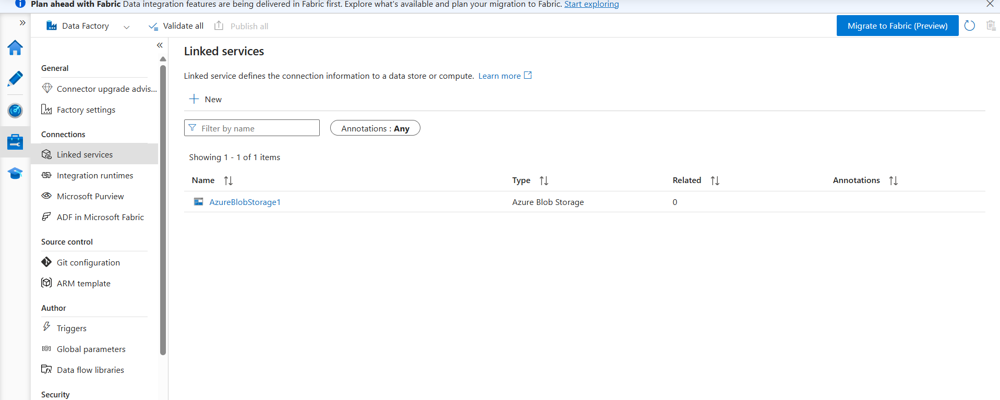 Plan ahead with Fabric Data integration features are being delivered in Fabric first. Explore what's available and plan your migration to Fabric. Start exploring
Data Factory
Validate all
Publish all
Migrate to Fabric (Preview)
General
Connector upgrade advis...
Factory settings
Connections
Linked services
Integration runtimes
Microsoft Purview
ADF in Microsoft Fabric
Source control
Git configuration
ARM template
Author
Triggers
Global parameters
Data flow libraries
Security
Linked services
Linked service defines the connection information to a data store or compute. Learn more
New
Filter by name
Annotations : Any
Showing 1 - 1 of 1 items
Name Type Related Annotations
AzureBlobStorage1 Azure Blob Storage 0